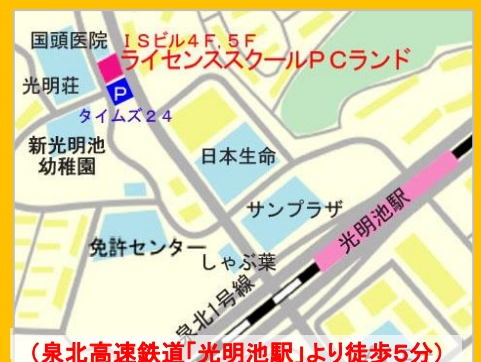 国頭医院
ISビル4F,5F
ライセンススクールPCランド
光明荘
P
タイムズ24
新光明池
幼稚園
日本生命
サンプラザ
光明池駅
免許センター
しゃぶ葉
泉北1号線
(泉北高速鉄道「光明池駅」より徒歩5分)